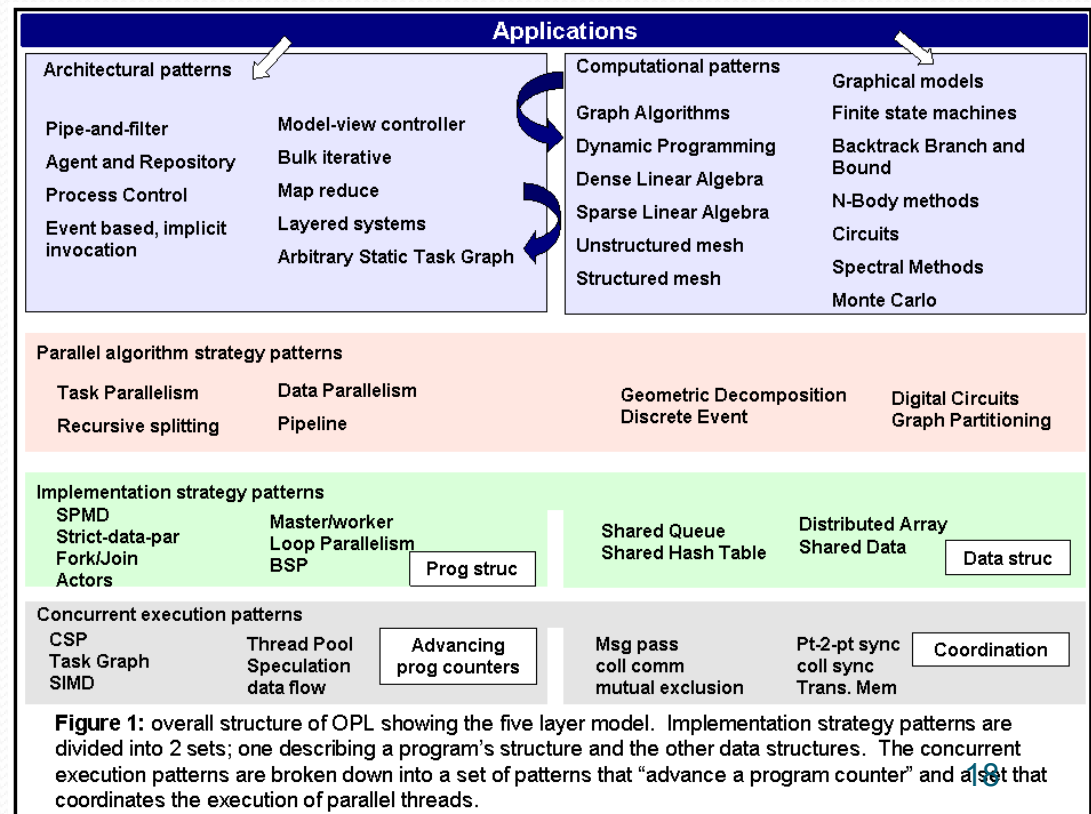 Applications
Architectural patterns
Pipe-and-filter
Agent and Repository
Process Control
Event based, implicit
invocation
Model-view controller
Bulk iterative
Map reduce
Layered systems
Arbitrary Static Task Graph
Computational patterns
Graph Algorithms
Dynamic Programming
Dense Linear Algebra
Sparse Linear Algebra
Unstructured mesh
Structured mesh
Graphical models
Finite state machines
Backtrack Branch and
Bound
N-Body methods
Circuits
Spectral Methods
Monte Carlo
Parallel algorithm strategy patterns
Task Parallelism
Recursive splitting
Data Parallelism
Pipeline
Geometric Decomposition
Discrete Event
Digital Circuits
Graph Partitioning
Implementation strategy patterns
SPMD
Strict-data-par
Fork/Join
Actors
Master/worker
Loop Parallelism
BSP
Prog struc
Shared Queue
Shared Hash Table
Distributed Array
Shared Data
Data struc
Concurrent execution patterns
CSP
Task Graph
SIMD
Thread Pool
Speculation
data flow
Advancing
prog counters
Msg pass
coll comm
mutual exclusion
Pt-2-pt sync
coll sync
Trans. Mem
Coordination
Figure 1: overall structure of OPL showing the five layer model. Implementation strategy patterns are
divided into 2 sets; one describing a program's structure and the other data structures. The concurrent
execution patterns are broken down into a set of patterns that “advance a program counter” and a set that
coordinates the execution of parallel threads.
18